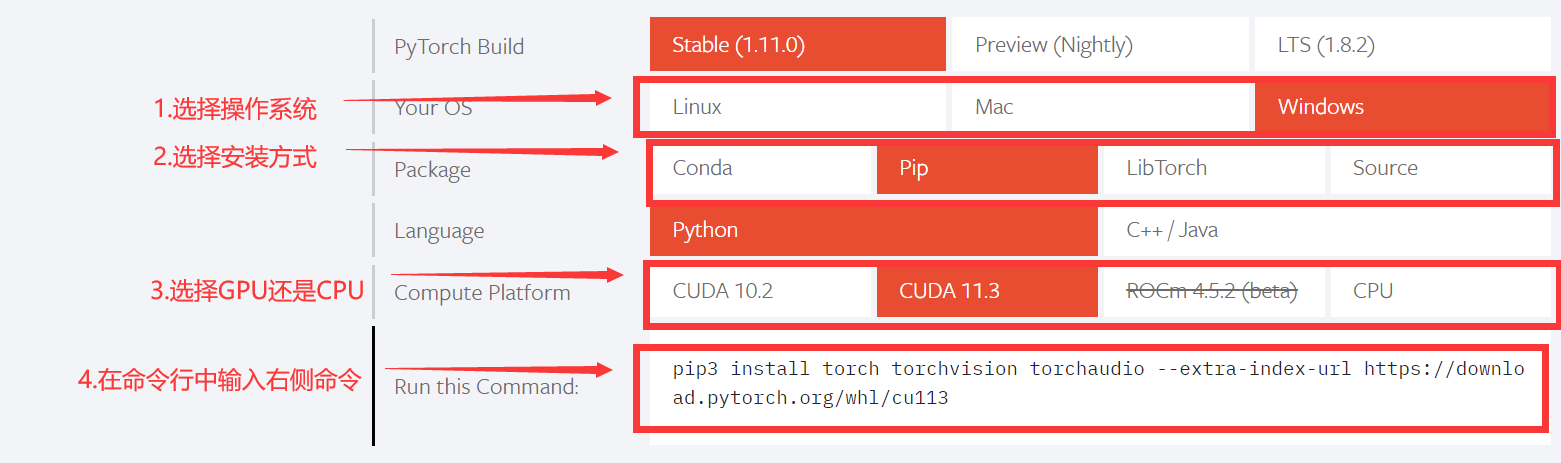 PyTorch Build Stable (1.11.0) Preview (Nightly) LTS (1.8.2)
1.选择操作系统 Your OS Linux Mac Windows
2.选择安装方式 Package Conda Pip LibTorch Source
Language Python C++ / Java
3.选择GPU还是CPU Compute Platform CUDA 10.2 CUDA 11.3 ROCm 4.5.2 (beta) CPU
4.在命令行中输入右侧命令 Run this Command: pip3 install torch torchvision torchaudio --extra-index-url https://downlo
ad.pytorch.org/whl/cu113